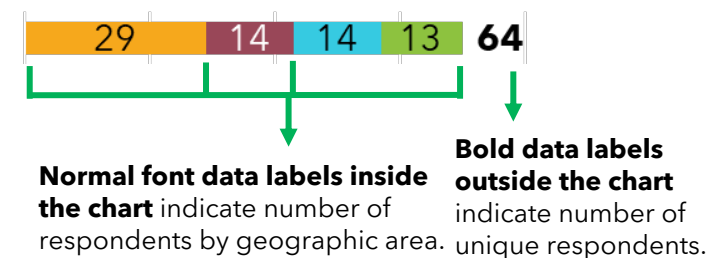 29 14 14 13 64
Normal font data labels inside
the chart indicate number of
respondents by geographic area.
Bold data labels
outside the chart
indicate number of
unique respondents.